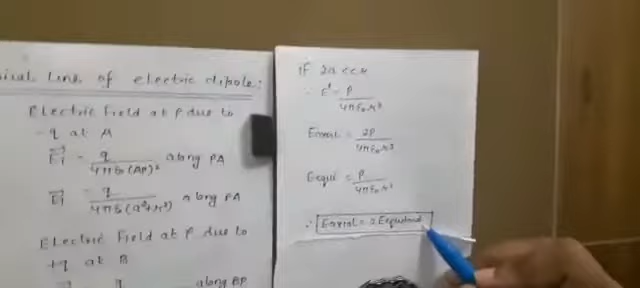 line of electric dipole:
Electric Field at P due to
-q at A
E₁ = q / 4πε₀(AP)² along PA
E₁ = q / 4πε₀(a²+r²) along PA
Electric Field at P due to
+q at B
q along BP
If 2a<<r
E = P / 4πε₀r³
Eaxial = 2P / 4πε₀r³
Eequi = P / 4πε₀r³
∴ Eaxial = 2 Equatorial